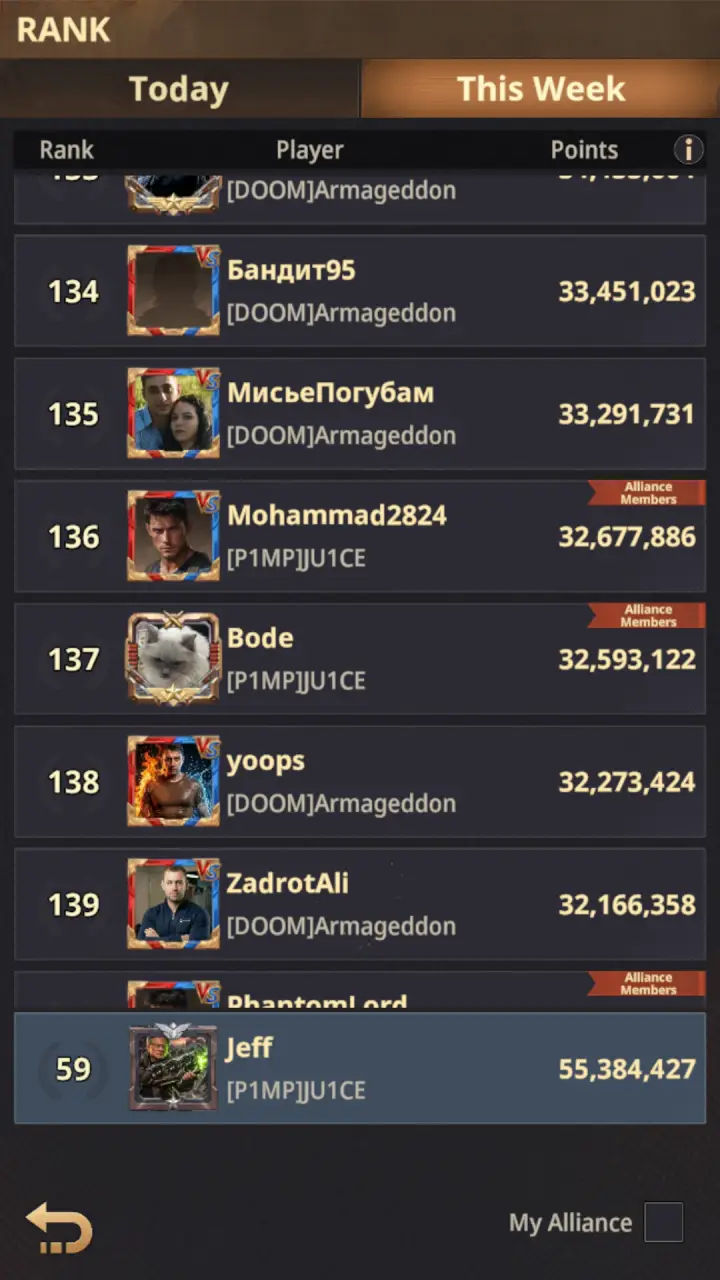 RANK
Today
This Week
Rank
Player
Points
[DOOM]Armageddon
134
Бандит95
[DOOM]Armageddon
33,451,023
135
МисьеПогубам
[DOOM]Armageddon
33,291,731
Alliance
Members
136
Mohammad2824
[P1MP]JU1CE
32,677,886
Alliance
Members
137
Bode
[P1MP]JU1CE
32,593,122
138
yoops
[DOOM]Armageddon
32,273,424
139
ZadrotAli
[DOOM]Armageddon
32,166,358
Alliance
Members
PhantomLord
59
Jeff
[P1MP]JU1CE
55,384,427
My Alliance